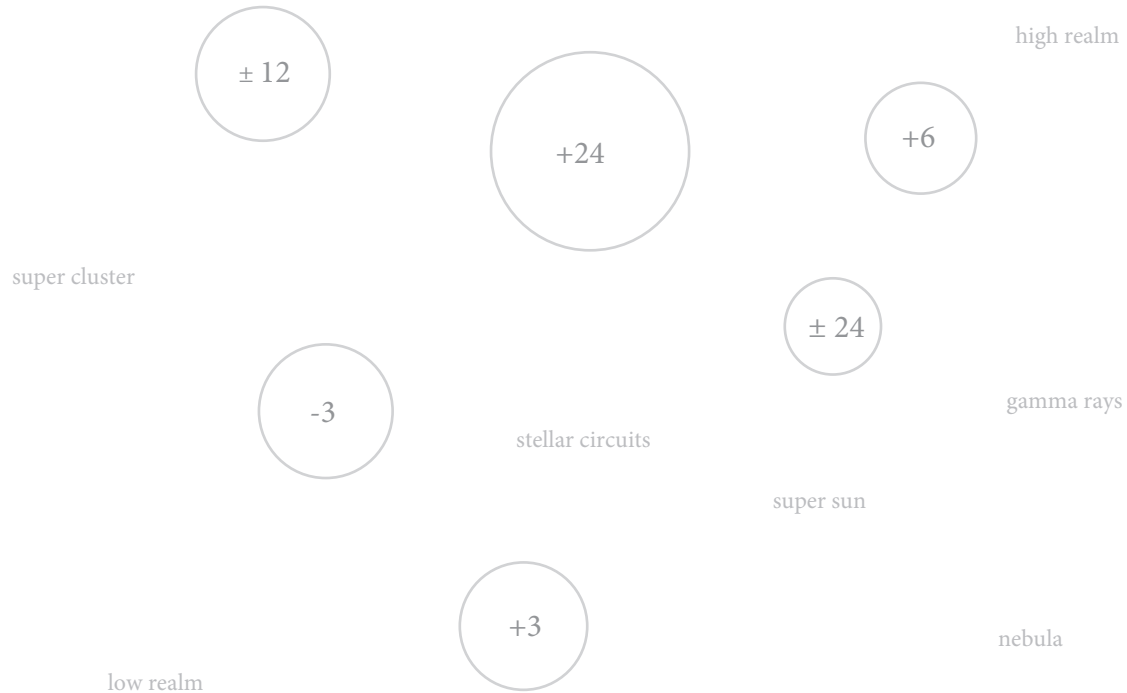 high realm
± 12
+6
+24
super cluster
± 24
gamma rays
-3
stellar circuits
super sun
+3
nebula
low realm